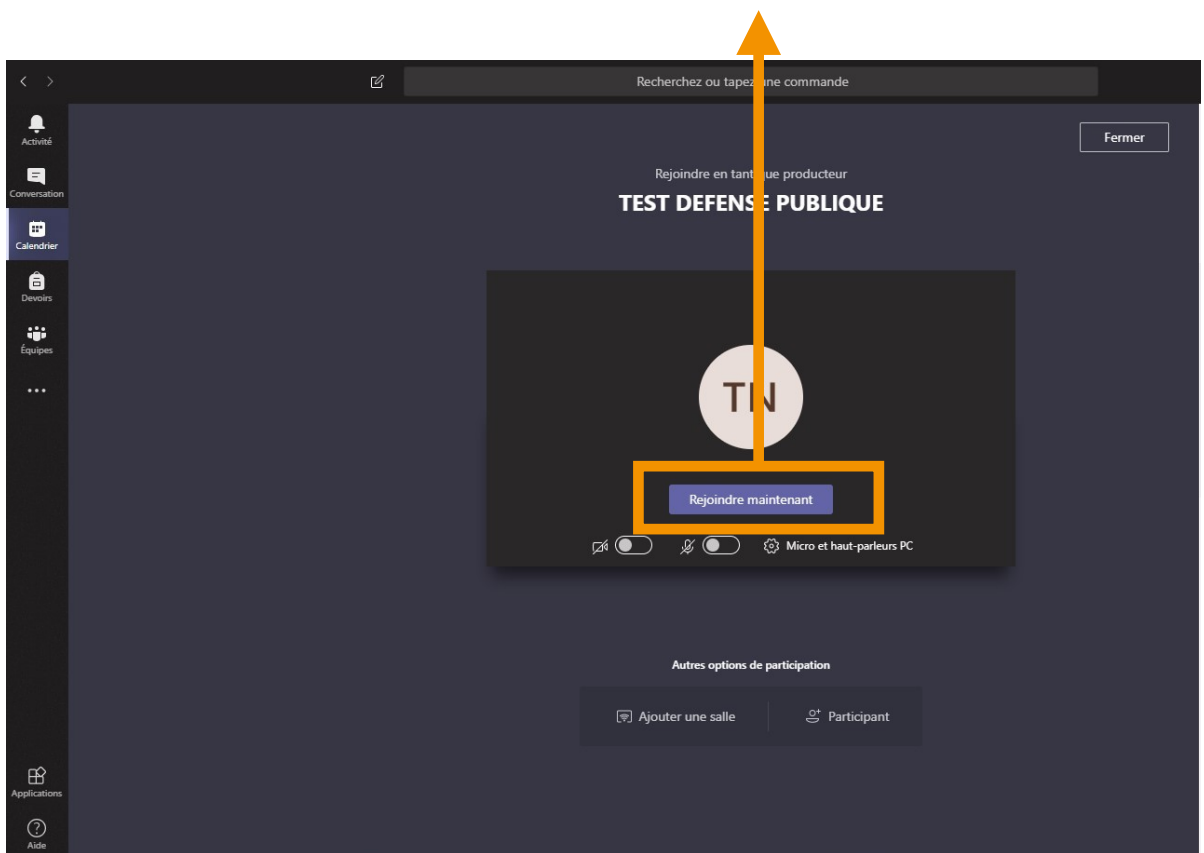 Recherchez ou tapez une commande
Activité
Conversation
Calendrier
Devoirs
Équipes
Applications
Aide
Fermer
Rejoindre en tant que producteur
TEST DEFENSE PUBLIQUE
TN
Rejoindre maintenant
Micro et haut-parleurs PC
Autres options de participation
Ajouter une salle
Participant